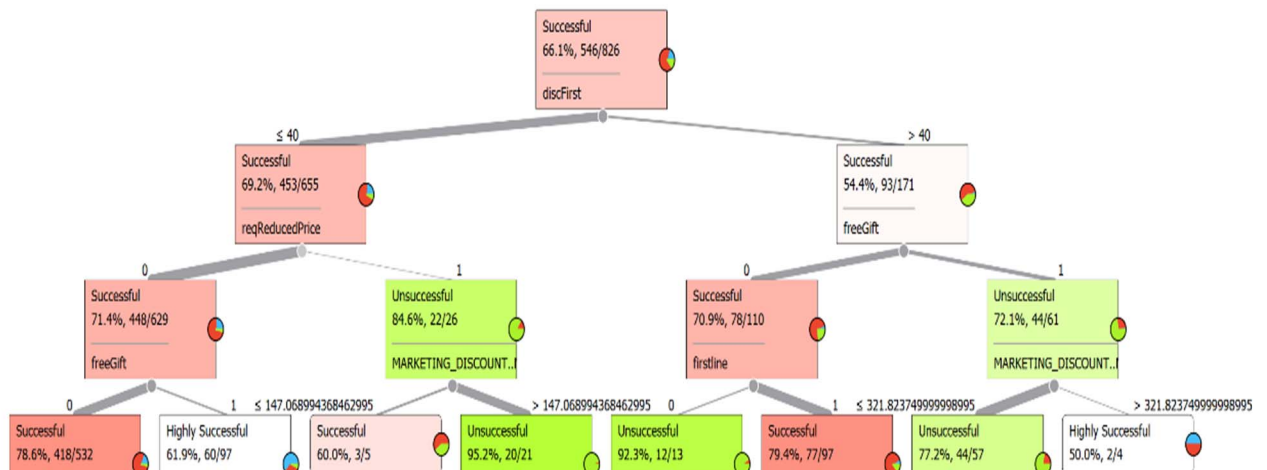 Successful
66.1%, 546/826
discFirst
≤ 40
> 40
Successful
69.2%, 453/655
reqReducedPrice
Successful
54.4%, 93/171
freeGift
0
1
0
1
Successful
71.4%, 448/629
freeGift
Unsuccessful
84.6%, 22/26
MARKETING_DISCOUNT..
Successful
70.9%, 78/110
firstline
Unsuccessful
72.1%, 44/61
MARKETING_DISCOUNT..
0
1
≤ 147.068994368462995
> 147.068994368462995
0
1
≤ 321.823749999998995
> 321.823749999998995
Successful
78.6%, 418/532
Highly Successful
61.9%, 60/97
Successful
60.0%, 3/5
Unsuccessful
95.2%, 20/21
Unsuccessful
92.3%, 12/13
Successful
79.4%, 77/97
Unsuccessful
77.2%, 44/57
Highly Successful
50.0%, 2/4